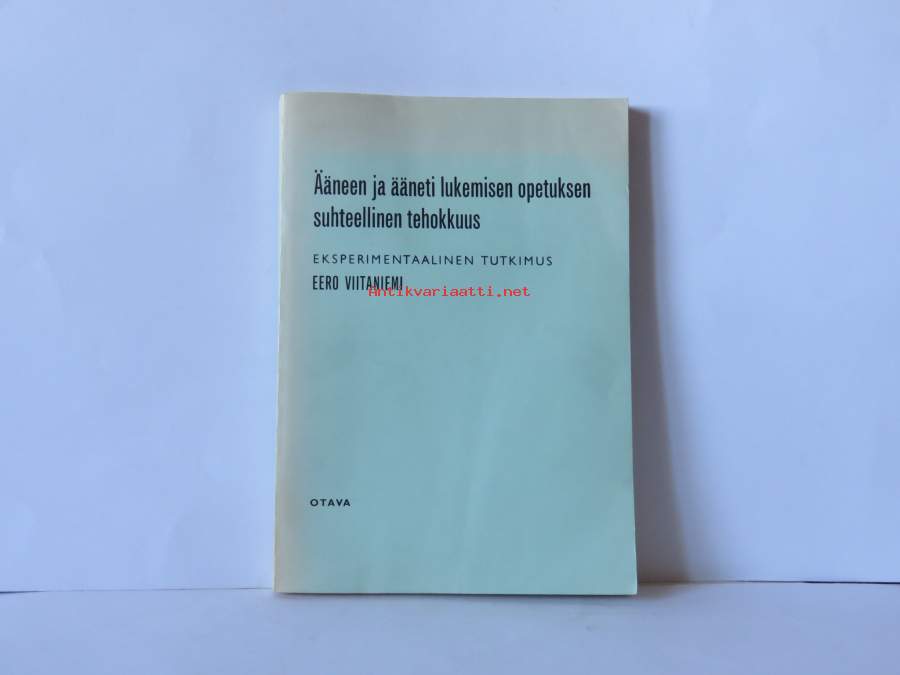 Ääneen ja ääneti lukemisen opetuksen
suhteellinen tehokkuus
EKSPERIMENTAALINEN TUTKIMUS
EERO VIITANIEMI
Antikvariaatti.net
OTAVA